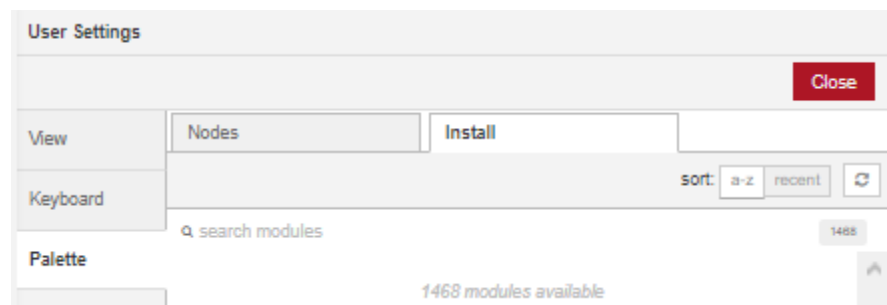 User Settings
Close
View
Nodes
Install
sort: a-z recent
Keyboard
search modules
1468
Palette
1468 modules available